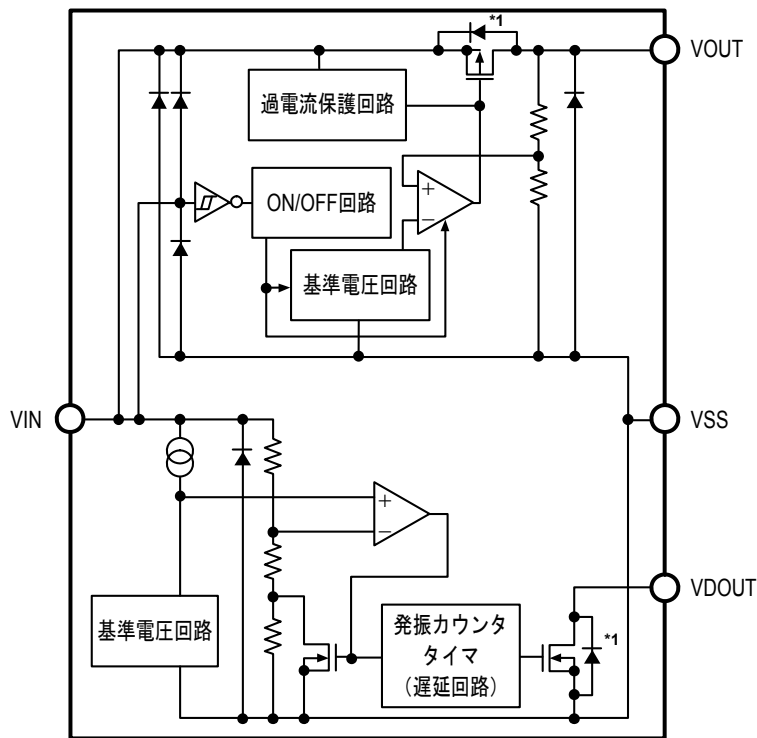 *1
VOUT
過電流保護回路
+
−
ON/OFF回路
基準電圧回路
VIN
VSS
+
−
VDOUT
基準電圧回路
発振カウンタ
タイマ
（遅延回路）
*1